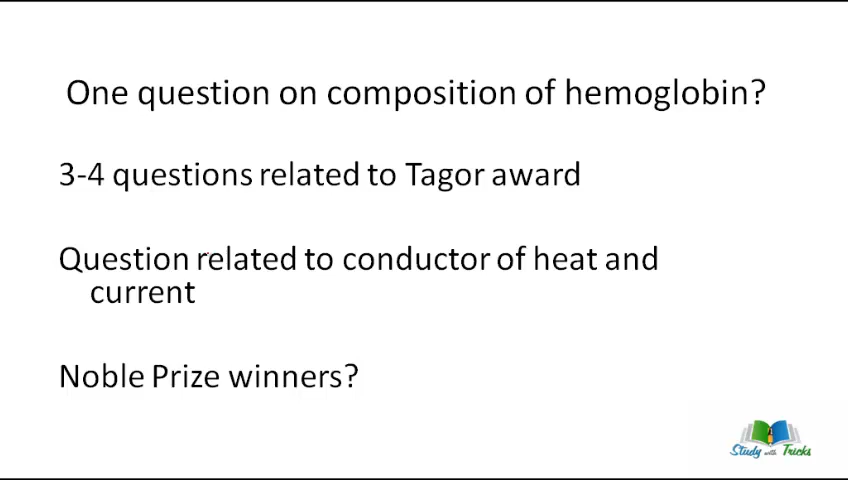 One question on composition of hemoglobin?
3-4 questions related to Tagor award
Question related to conductor of heat and
current
Noble Prize winners?
Study with Tricks